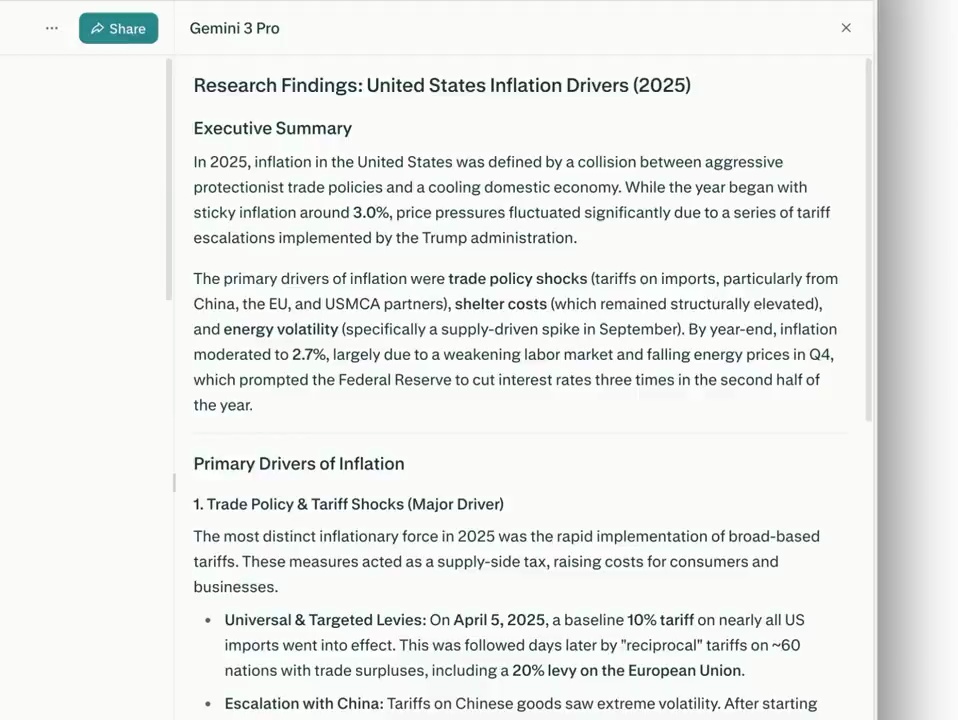 ... Share Gemini 3 Pro ×
Research Findings: United States Inflation Drivers (2025)
Executive Summary
In 2025, inflation in the United States was defined by a collision between aggressive
protectionist trade policies and a cooling domestic economy. While the year began with
sticky inflation around 3.0%, price pressures fluctuated significantly due to a series of tariff
escalations implemented by the Trump administration.
The primary drivers of inflation were trade policy shocks (tariffs on imports, particularly from
China, the EU, and USMCA partners), shelter costs (which remained structurally elevated),
and energy volatility (specifically a supply-driven spike in September). By year-end, inflation
moderated to 2.7%, largely due to a weakening labor market and falling energy prices in Q4,
which prompted the Federal Reserve to cut interest rates three times in the second half of
the year.
Primary Drivers of Inflation
1. Trade Policy & Tariff Shocks (Major Driver)
The most distinct inflationary force in 2025 was the rapid implementation of broad-based
tariffs. These measures acted as a supply-side tax, raising costs for consumers and
businesses.
• Universal & Targeted Levies: On April 5, 2025, a baseline 10% tariff on nearly all US
imports went into effect. This was followed days later by "reciprocal" tariffs on ~60
nations with trade surpluses, including a 20% levy on the European Union.
• Escalation with China: Tariffs on Chinese goods saw extreme volatility. After starting